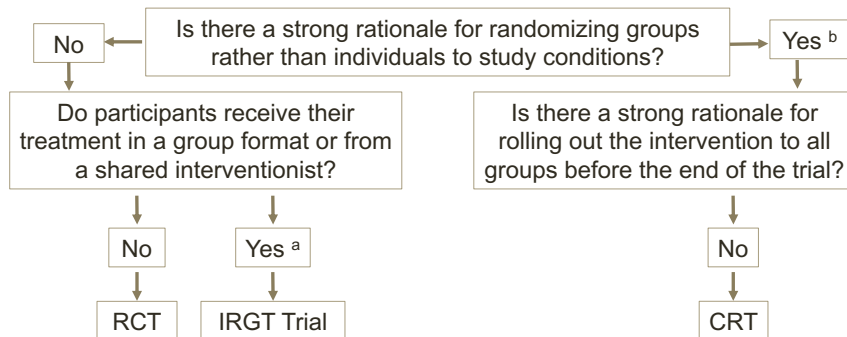 Is there a strong rationale for randomizing groups
rather than individuals to study conditions?
No
Yes b
Do participants receive their
treatment in a group format or from
a shared interventionist?
Is there a strong rationale for
rolling out the intervention to all
groups before the end of the trial?
No
Yes a
No
RCT
IRGT Trial
CRT